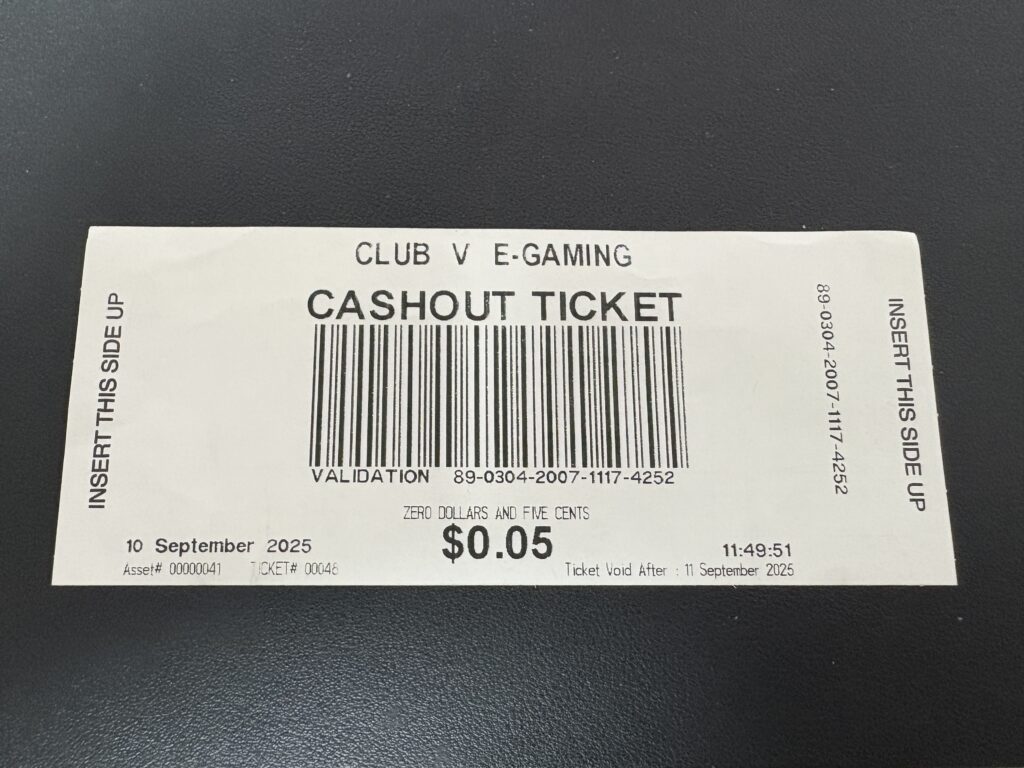 CLUB V E-GAMING
CASHOUT TICKET
INSERT THIS SIDE UP
VALIDATION 89-0304-2007-1117-4252
89-0304-2007-1117-4252
INSERT THIS SIDE UP
ZERO DOLLARS AND FIVE CENTS
10 September 2025
$0.05
11:49:51
Asset# 00000041 TICKET# 00048
Ticket Void After : 11 September 2025